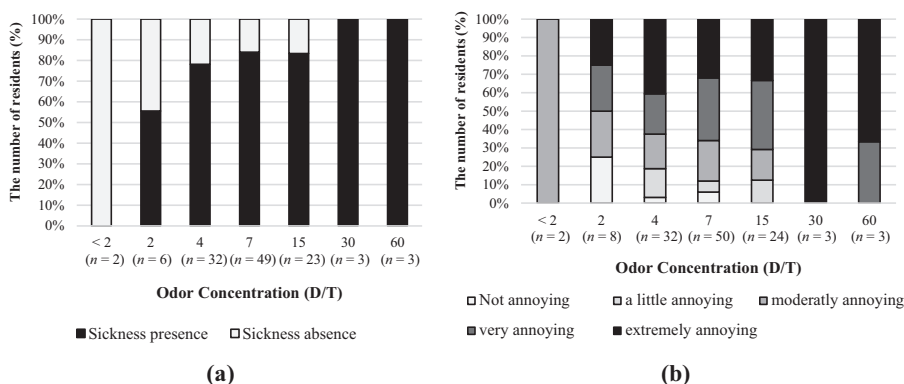 The number of residents (%)
100%
90%
80%
70%
60%
50%
40%
30%
20%
10%
0%
< 2 2 4 7 15 30 60
(n = 2) (n = 6) (n = 32) (n = 49) (n = 23) (n = 3) (n = 3)
Odor Concentration (D/T)
Sickness presence Sickness absence
(a)
The number of residents (%)
100%
90%
80%
70%
60%
50%
40%
30%
20%
10%
0%
< 2 2 4 7 15 30 60
(n = 2) (n = 8) (n = 32) (n = 50) (n = 24) (n = 3) (n = 3)
Odor Concentration (D/T)
Not annoying a little annoying moderatly annoying
very annoying extremely annoying
(b)